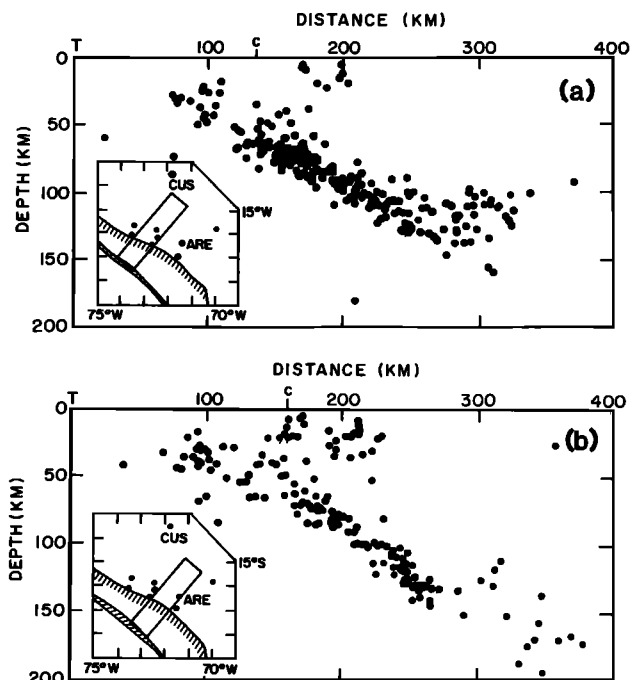 DISTANCE (KM)
T 100 c 200 300 400
(a)
0
50
100
150
200
DEPTH (KM)
CUS
15°W
ARE
75°W 70°W
DISTANCE (KM)
T 100 c 200 300 400
(b)
0
50
100
150
200
DEPTH (KM)
CUS
15°S
ARE
75°W 70°W